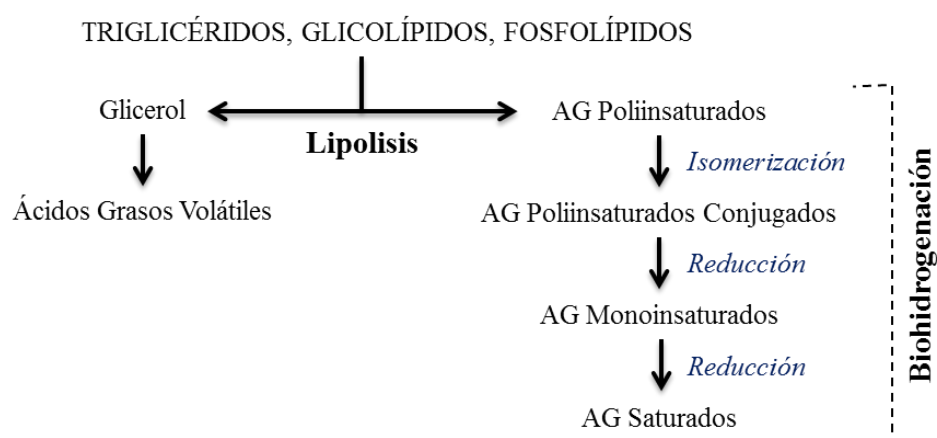 TRIGLICÉRIDOS, GLICOLÍPIDOS, FOSFOLÍPIDOS
Glicerol
AG Poliinsaturados
Lipolisis
Isomerización
Ácidos Grasos Volátiles
AG Poliinsaturados Conjugados
Reducción
AG Monoinsaturados
Reducción
AG Saturados
Biohidrogenación